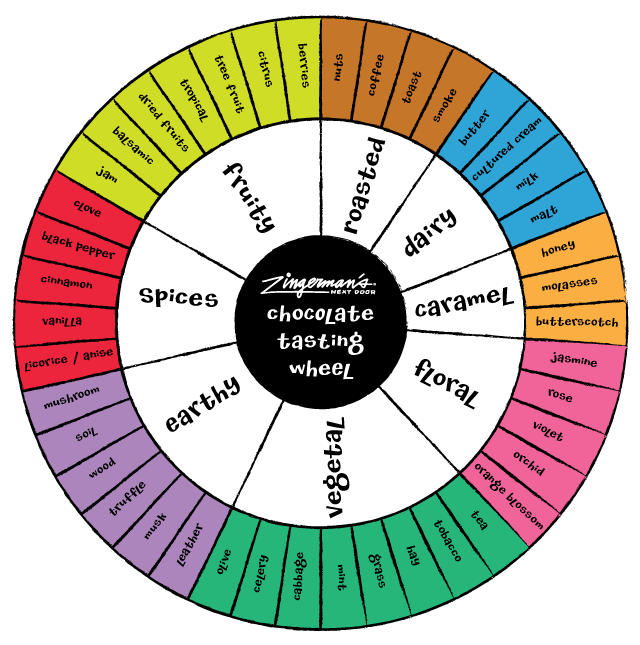 Zingerman's
NEXT DOOR
chocolate
tasting
wheel
roasted
dairy
caramel
floral
vegetal
earthy
spices
fruity
nuts
coffee
toast
smoke
butter
cultured cream
milk
malt
honey
molasses
butterscotch
jasmine
rose
violet
orchid
orange blossom
tea
tobacco
hay
grass
mint
cabbage
celery
olive
leather
musk
truffle
wood
soil
mushroom
licorice / anise
vanilla
cinnamon
black pepper
clove
jam
balsamic
dried fruits
tropical
tree fruit
citrus
berries